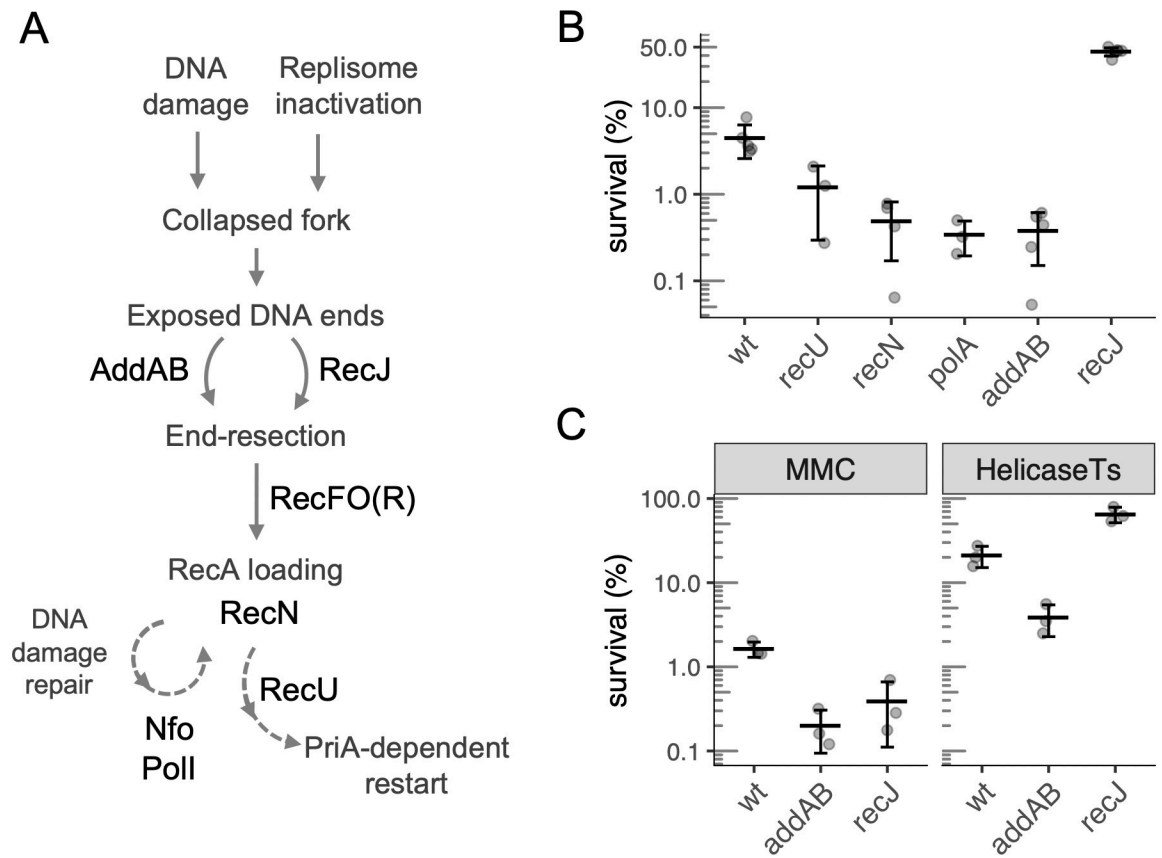 A
DNA
damage
Replisome
inactivation
Collapsed fork
Exposed DNA ends
AddAB
RecJ
End-resection
RecFO(R)
RecA loading
RecN
DNA
damage
repair
RecU
Nfo
PolI
PriA-dependent
restart
B
survival (%)
50.0
10.0
1.0
0.1
wt
recU
recN
polA
addAB
recJ
C
MMC
HelicaseTs
survival (%)
100.0
10.0
1.0
0.1
wt
addAB
recJ
wt
addAB
recJ